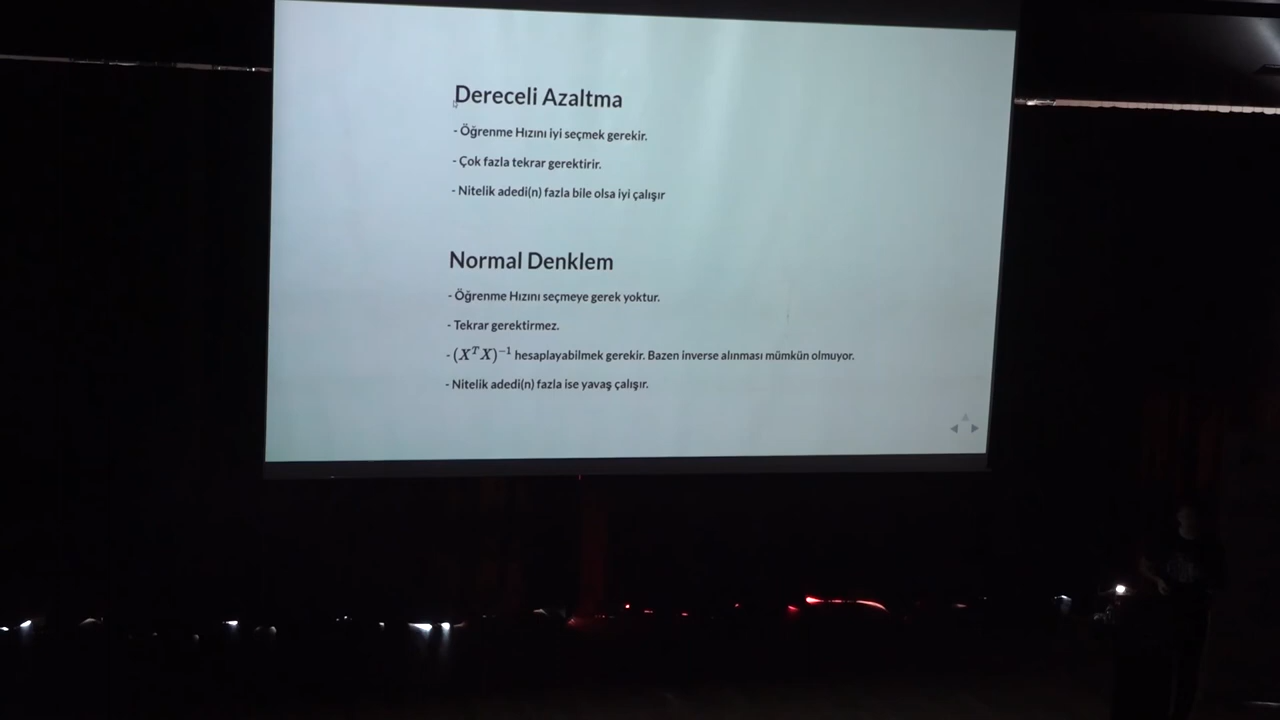 Dereceli Azaltma
- Öğrenme Hızını iyi seçmek gerekir.
- Çok fazla tekrar gerektirir.
- Nitelik adedi(n) fazla bile olsa iyi çalışır
Normal Denklem
- Öğrenme Hızını seçmeye gerek yoktur.
- Tekrar gerektirmez.
- (XᵀX)⁻¹ hesaplayabilmek gerekir. Bazen inverse alınması mümkün olmuyor.
- Nitelik adedi(n) fazla ise yavaş çalışır.